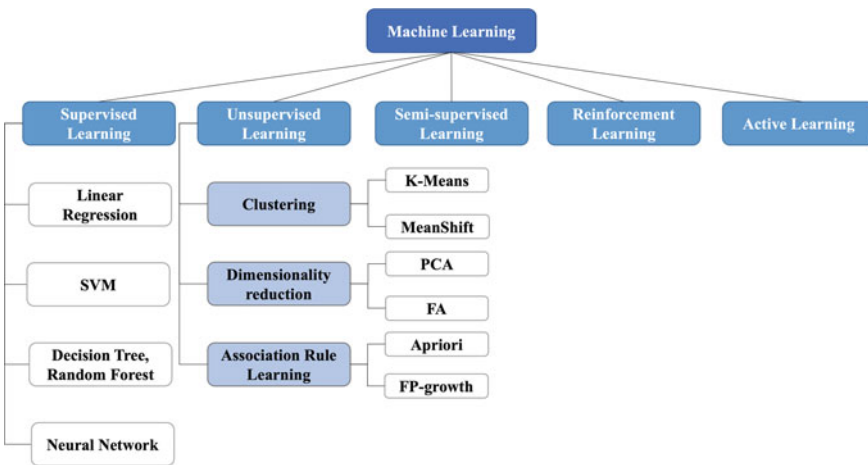 Machine Learning
Supervised
Learning
Unsupervised
Learning
Semi-supervised
Learning
Reinforcement
Learning
Active Learning
Linear
Regression
SVM
Decision Tree,
Random Forest
Neural Network
Clustering
K-Means
MeanShift
Dimensionality
reduction
PCA
FA
Association Rule
Learning
Apriori
FP-growth